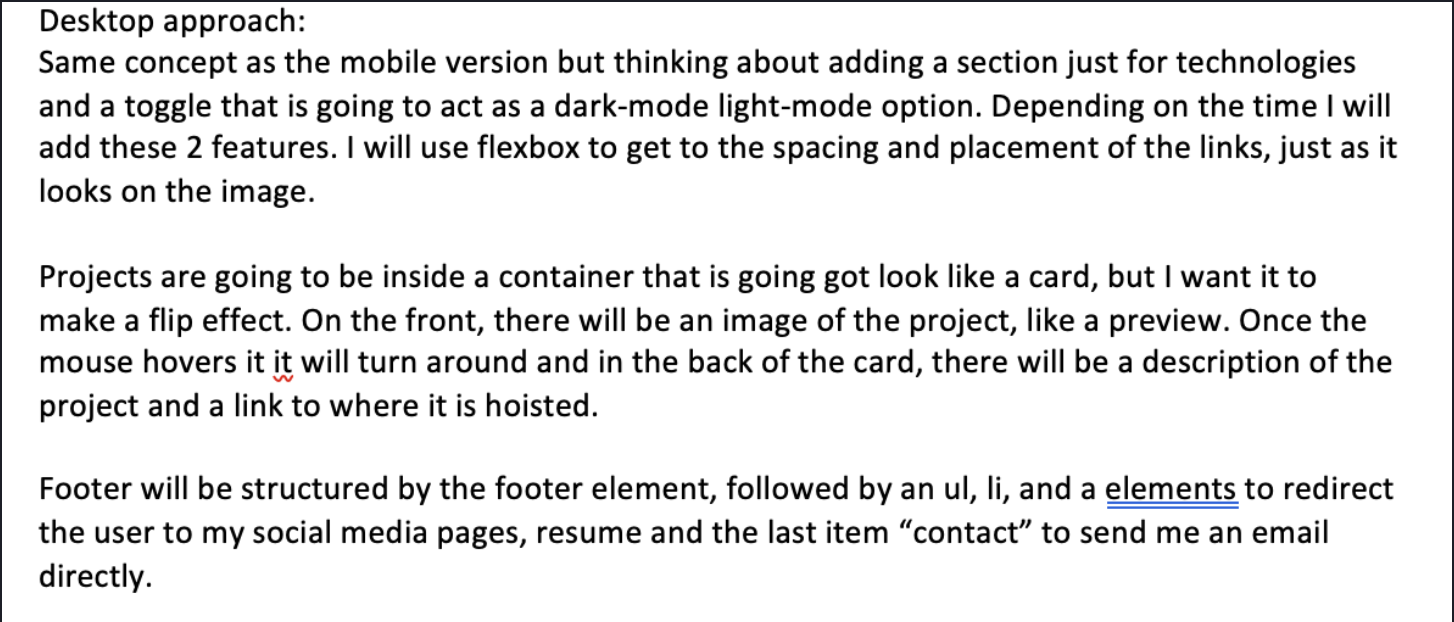 Desktop approach:
Same concept as the mobile version but thinking about adding a section just for technologies
and a toggle that is going to act as a dark-mode light-mode option. Depending on the time I will
add these 2 features. I will use flexbox to get to the spacing and placement of the links, just as it
looks on the image.
Projects are going to be inside a container that is going got look like a card, but I want it to
make a flip effect. On the front, there will be an image of the project, like a preview. Once the
mouse hovers it it will turn around and in the back of the card, there will be a description of the
project and a link to where it is hoisted.
Footer will be structured by the footer element, followed by an ul, li, and a elements to redirect
the user to my social media pages, resume and the last item “contact” to send me an email
directly.